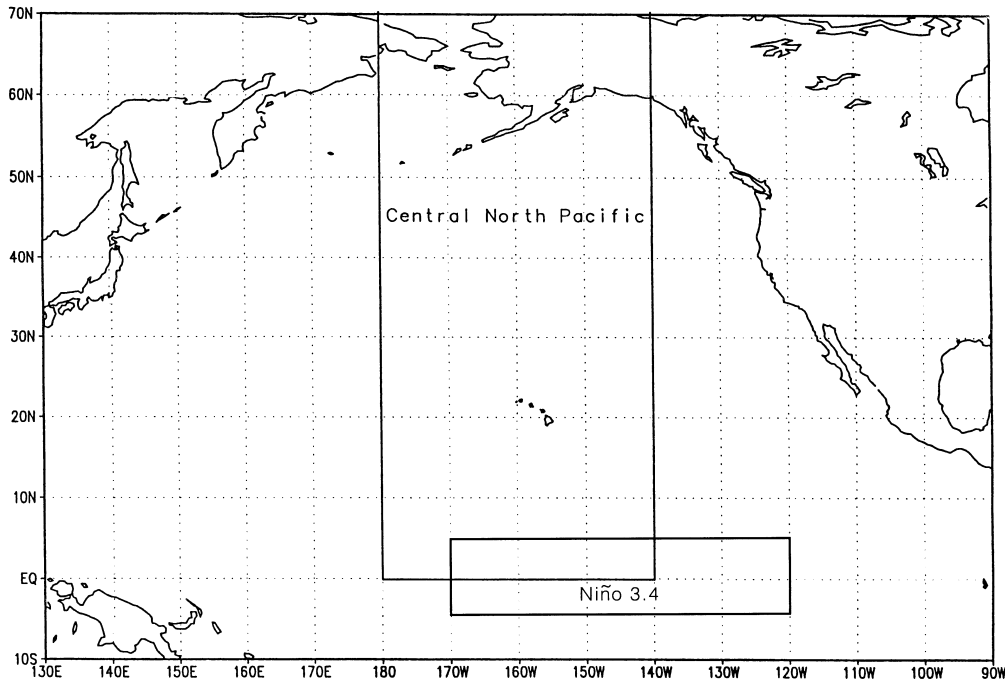 70N
60N
50N
Central North Pacific
40N
30N
20N
10N
EQ
Niño 3.4
10S
130E 140E 150E 160E 170E 180 170W 160W 150W 140W 130W 120W 110W 100W 90W